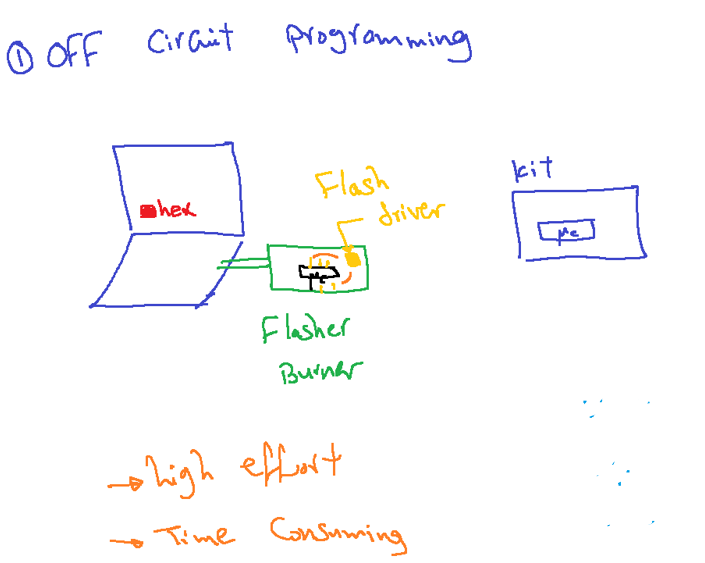 ① OFF Circuit Programming
kit
Flash
driver
.hex
μc
μc
Flasher
Burner
→ high effort
→ Time Consuming